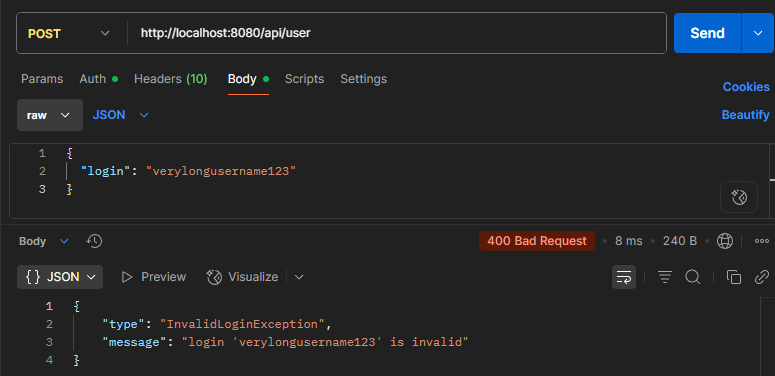 POST http://localhost:8080/api/user Send
Params Auth Headers (10) Body Scripts Settings Cookies
raw JSON Beautify
1 {
2 "login": "verylongusername123"
3 }
Body 400 Bad Request • 8 ms • 240 B
{} JSON Preview Visualize
1 {
2 "type": "InvalidLoginException",
3 "message": "login 'verylongusername123' is invalid"
4 }